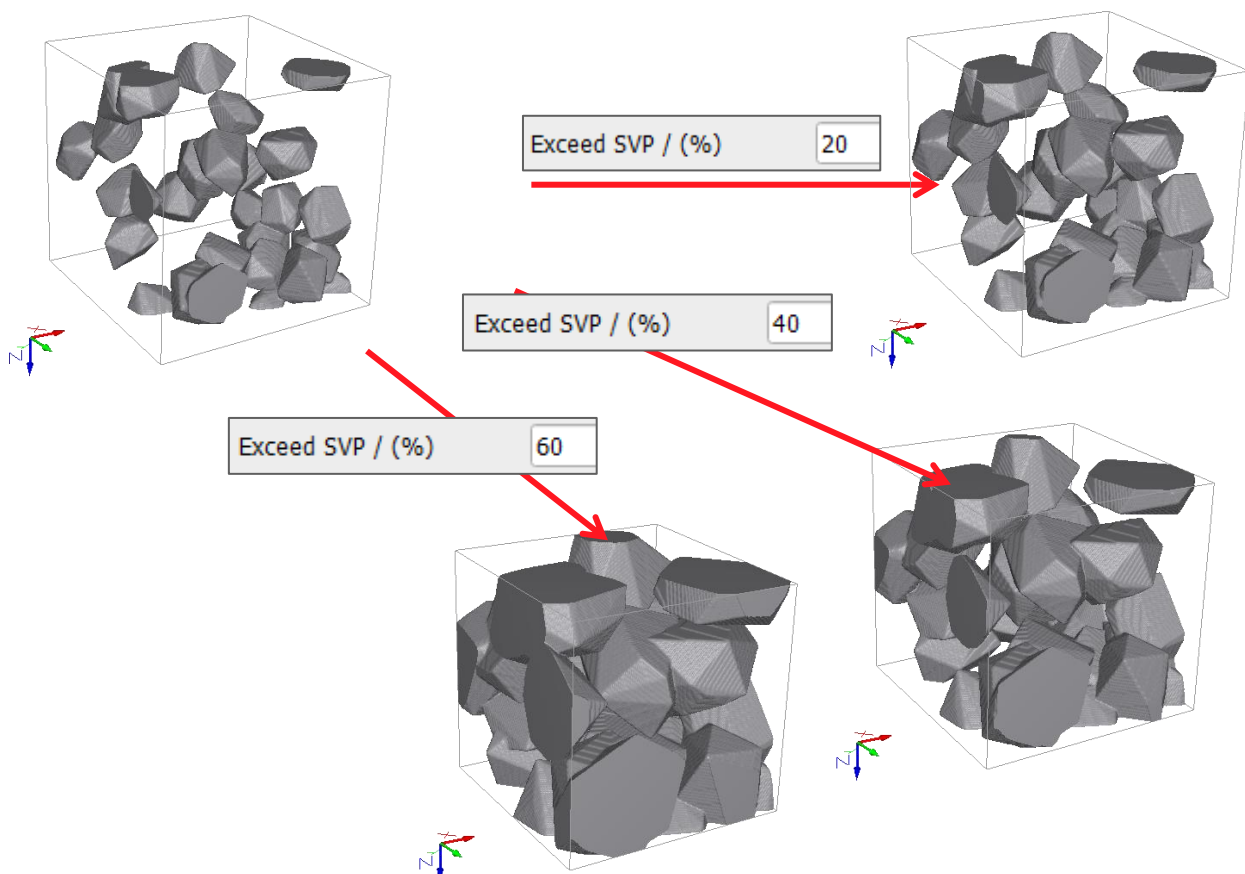 Exceed SVP / (%) 20
Exceed SVP / (%) 40
Exceed SVP / (%) 60
X
Y
Z
X
Y
Z
X
Y
Z
X
Y
Z